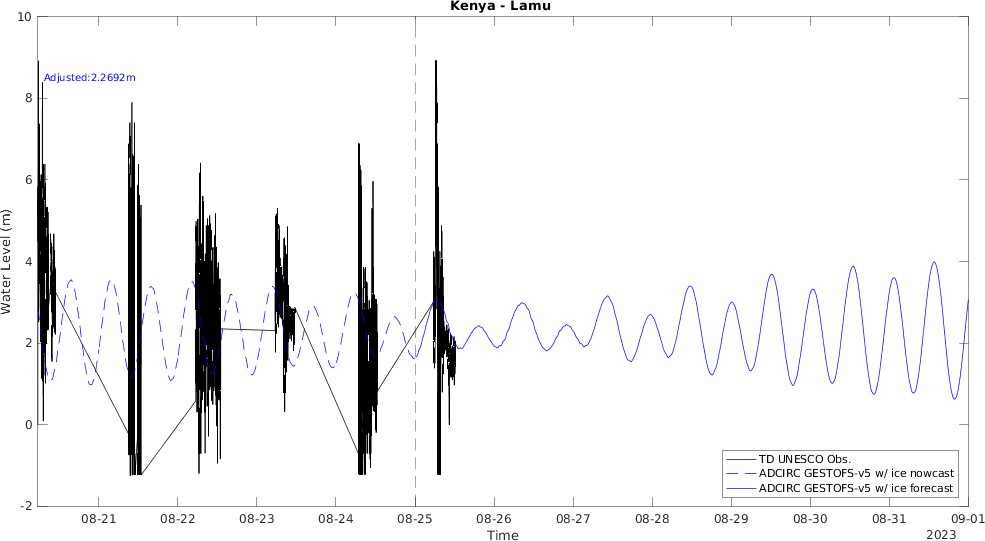 Kenya - Lamu
10
8
6
4
2
0
-2
Water Level (m)
Adjusted:2.2692m
TD UNESCO Obs.
ADCIRC GESTOFS-v5 w/ ice nowcast
ADCIRC GESTOFS-v5 w/ ice forecast
08-21 08-22 08-23 08-24 08-25 08-26 08-27 08-28 08-29 08-30 08-31 09-01
Time
2023